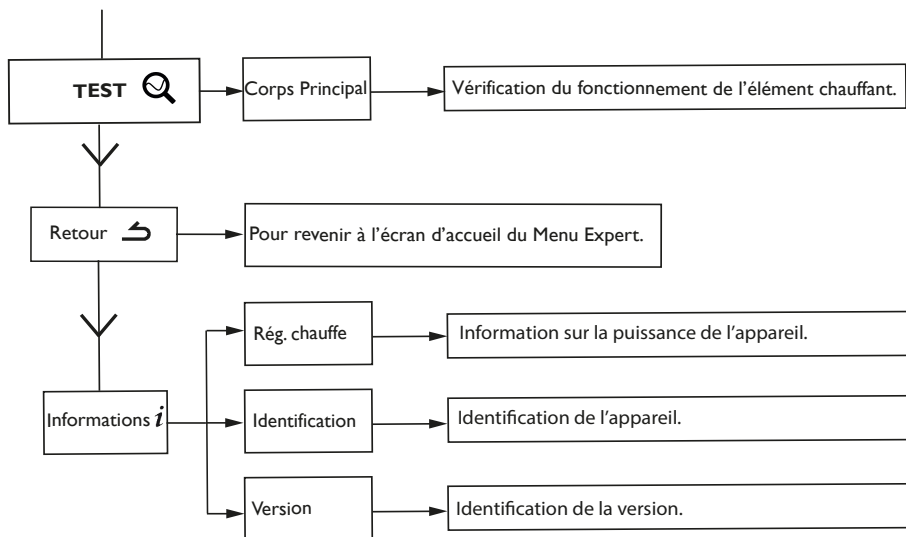 TEST
Corps Principal
Vérification du fonctionnement de l'élément chauffant.
Retour
Pour revenir à l'écran d'accueil du Menu Expert.
Rég. chauffe
Information sur la puissance de l'appareil.
Informations i
Identification
Identification de l'appareil.
Version
Identification de la version.